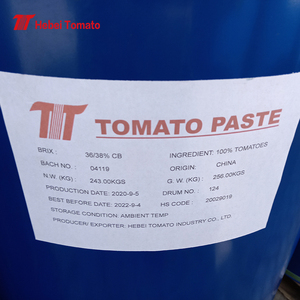 Hebei Tomato
TOMATO PASTE
BRIX : 36/38% CB INGREDIENT: 100% TOMATOES
BACH NO. : 04119 ORIGIN: CHINA
N.W. (KG) : 243.00KGS G. W. (KG) : 256.00KGS
PRODUCTION DATE: 2020-9-5 DRUM NO : 124
BEST BEFORE DATE: 2022-9-4 HS CODE : 20029019
STORAGE CONDITION: AMBIENT TEMP
PRODUCER/ EXPORTER: HEBEI TOMATO INDUSTRY CO., LTD.